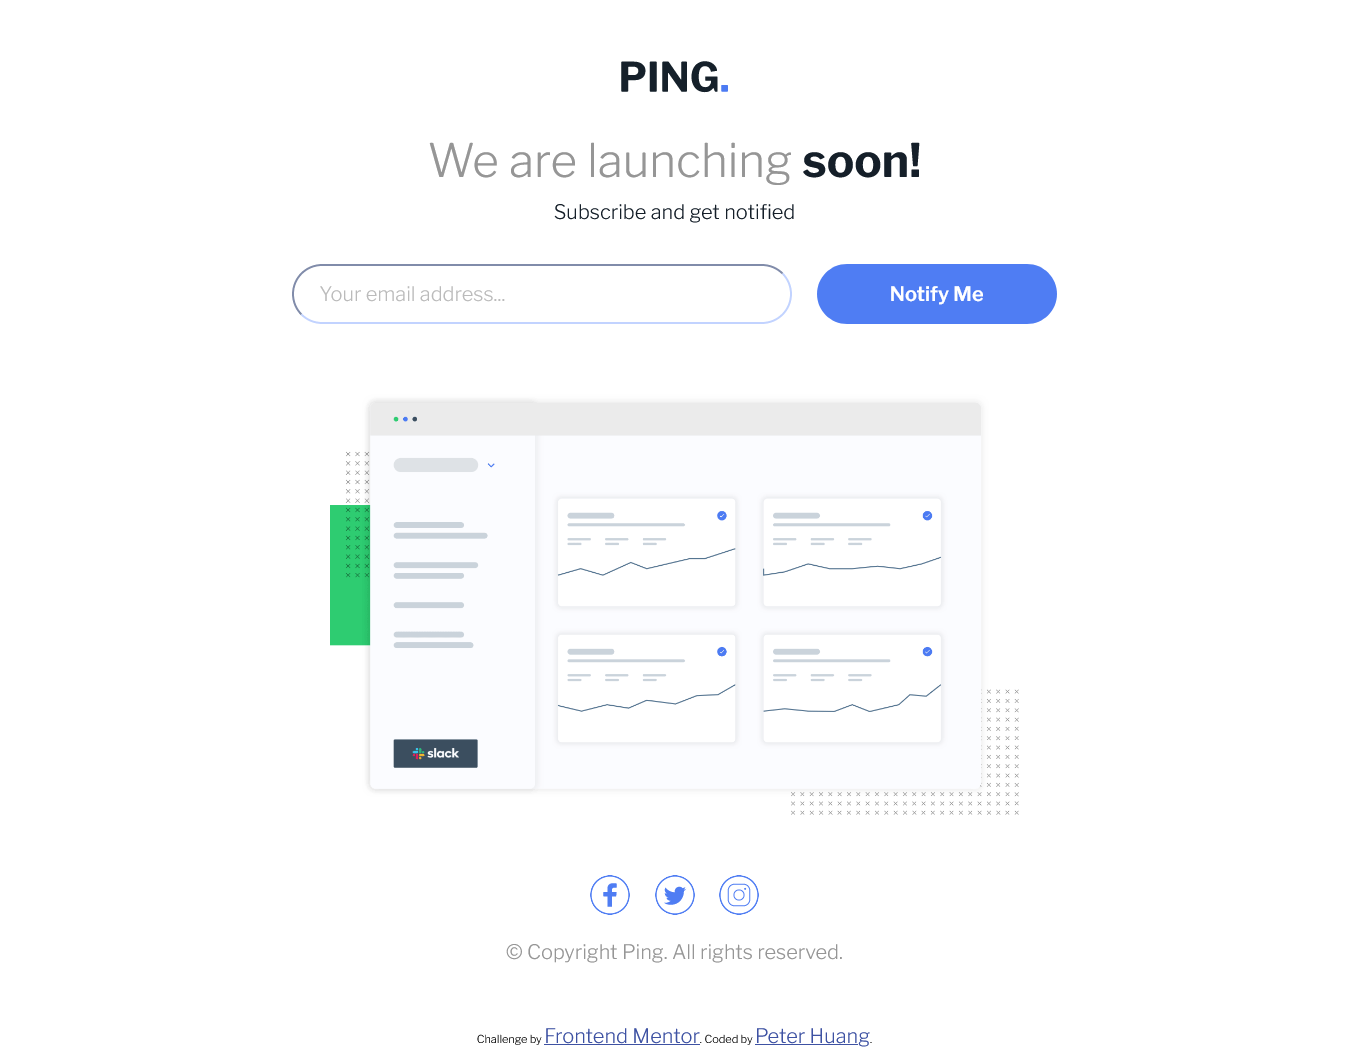 PING.
We are launching soon!
Subscribe and get notified
Your email address...
Notify Me
slack
© Copyright Ping. All rights reserved.
Challenge by Frontend Mentor. Coded by Peter Huang.